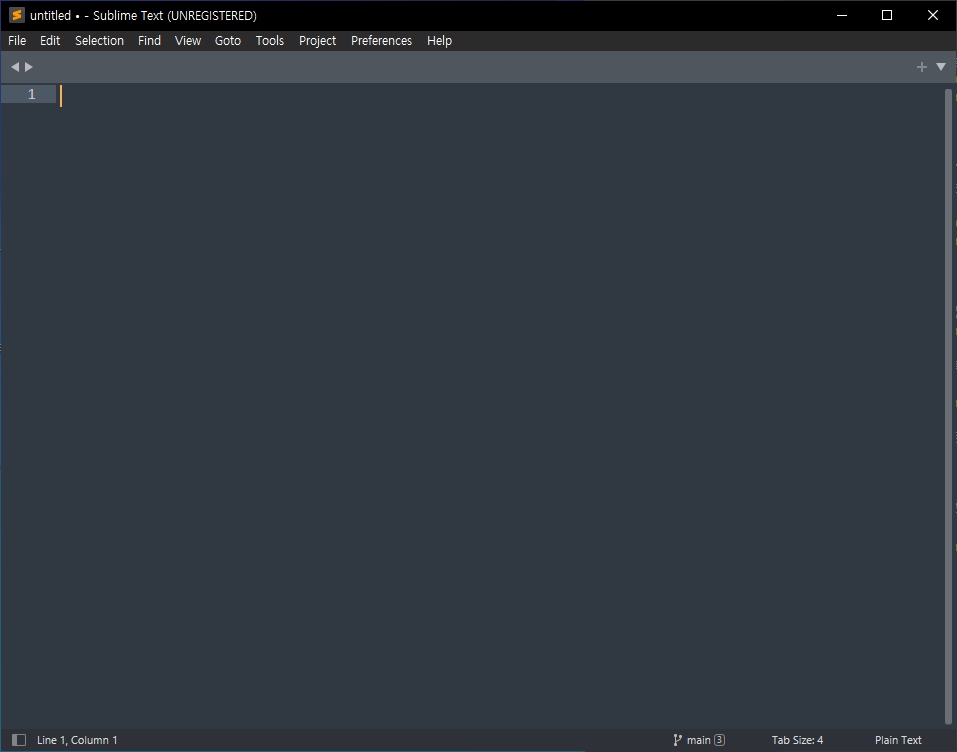 untitled • - Sublime Text (UNREGISTERED)
File Edit Selection Find View Goto Tools Project Preferences Help
1
Line 1, Column 1 main 3 Tab Size: 4 Plain Text